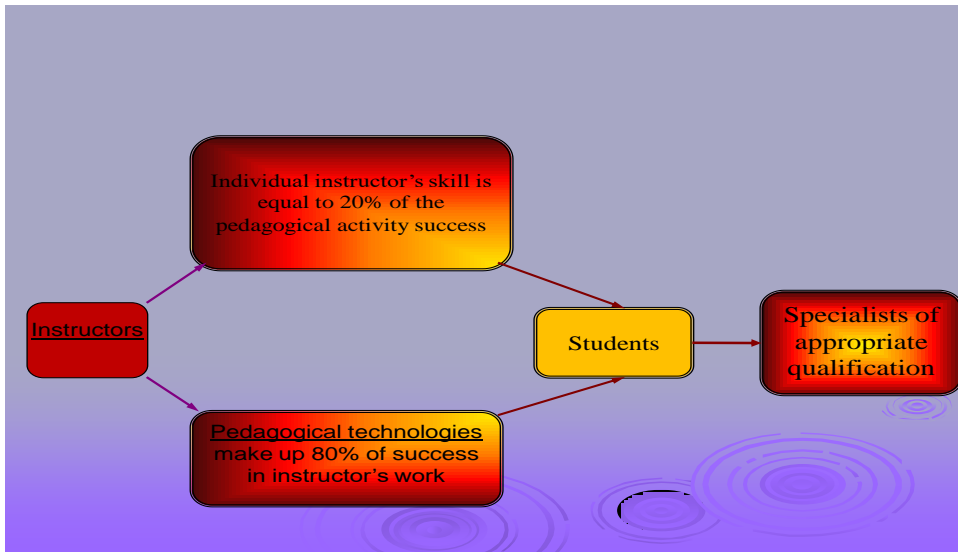 Individual instructor’s skill is
equal to 20% of the
pedagogical activity success
Instructors
Students
Specialists of
appropriate
qualification
Pedagogical technologies
make up 80% of success
in instructor’s work